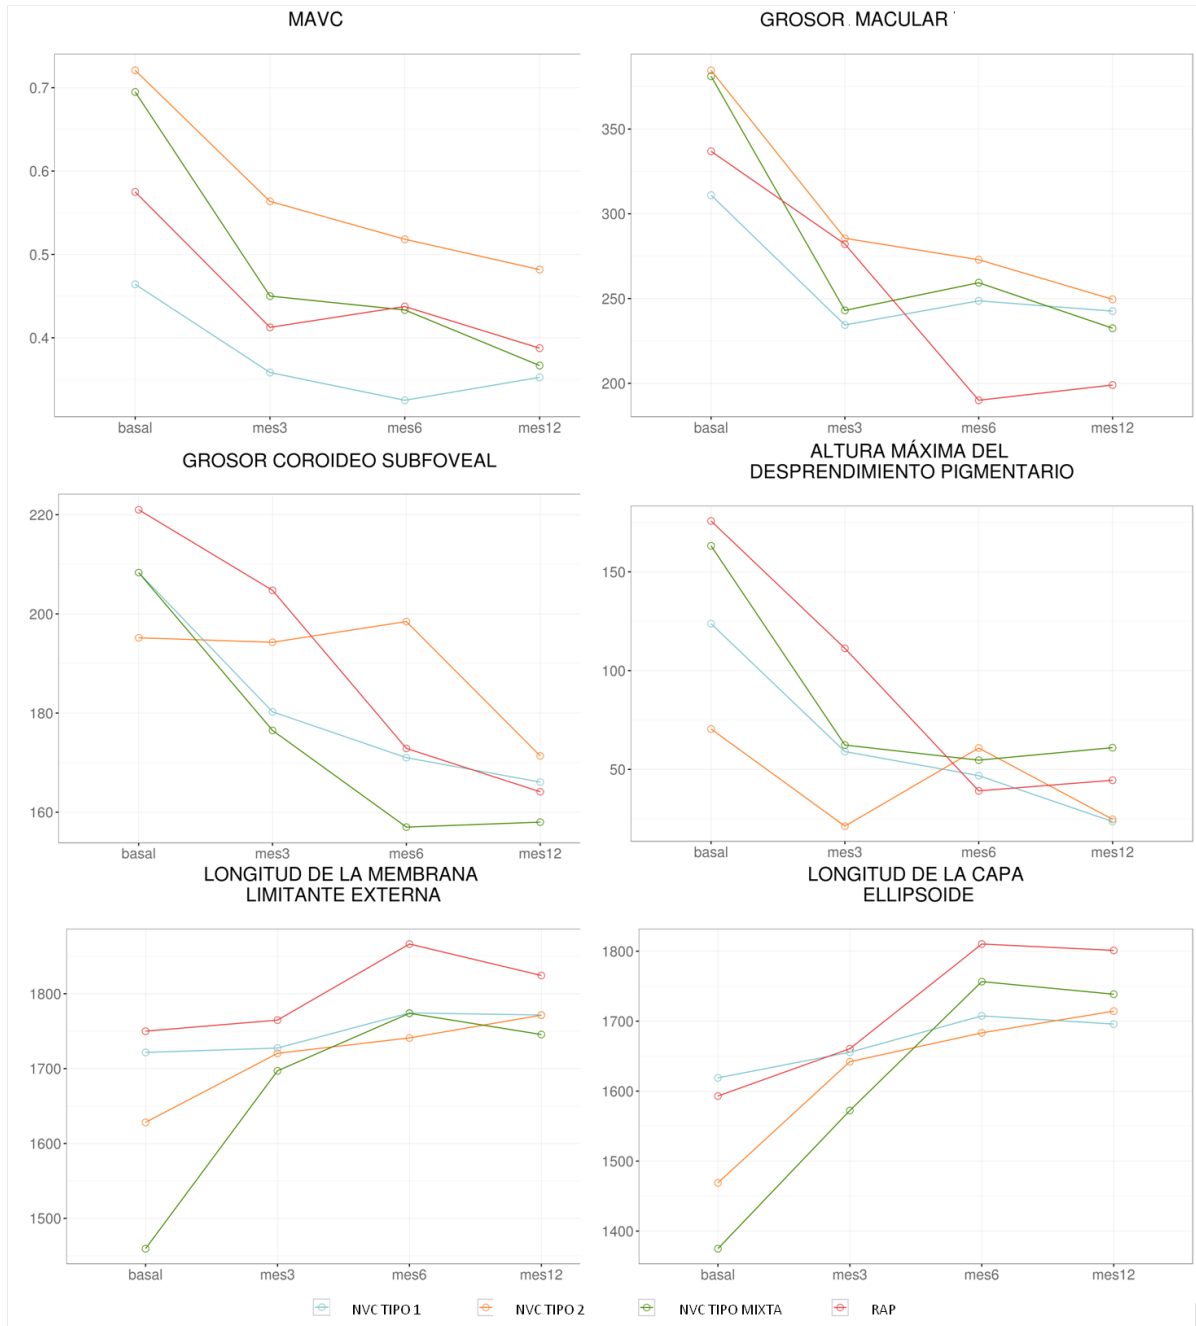 MAVC
GROSOR MACULAR
0.7
0.6
0.5
0.4
basal mes3 mes6 mes12
350
300
250
200
basal mes3 mes6 mes12
GROSOR COROIDEO SUBFOVEAL
ALTURA MÁXIMA DEL
DESPRENDIMIENTO PIGMENTARIO
220
200
180
160
basal mes3 mes6 mes12
150
100
50
basal mes3 mes6 mes12
LONGITUD DE LA MEMBRANA
LIMITANTE EXTERNA
LONGITUD DE LA CAPA
ELLIPSOIDE
1800
1700
1600
1500
basal mes3 mes6 mes12
1800
1700
1600
1500
1400
basal mes3 mes6 mes12
NVC TIPO 1 NVC TIPO 2 NVC TIPO MIXTA RAP